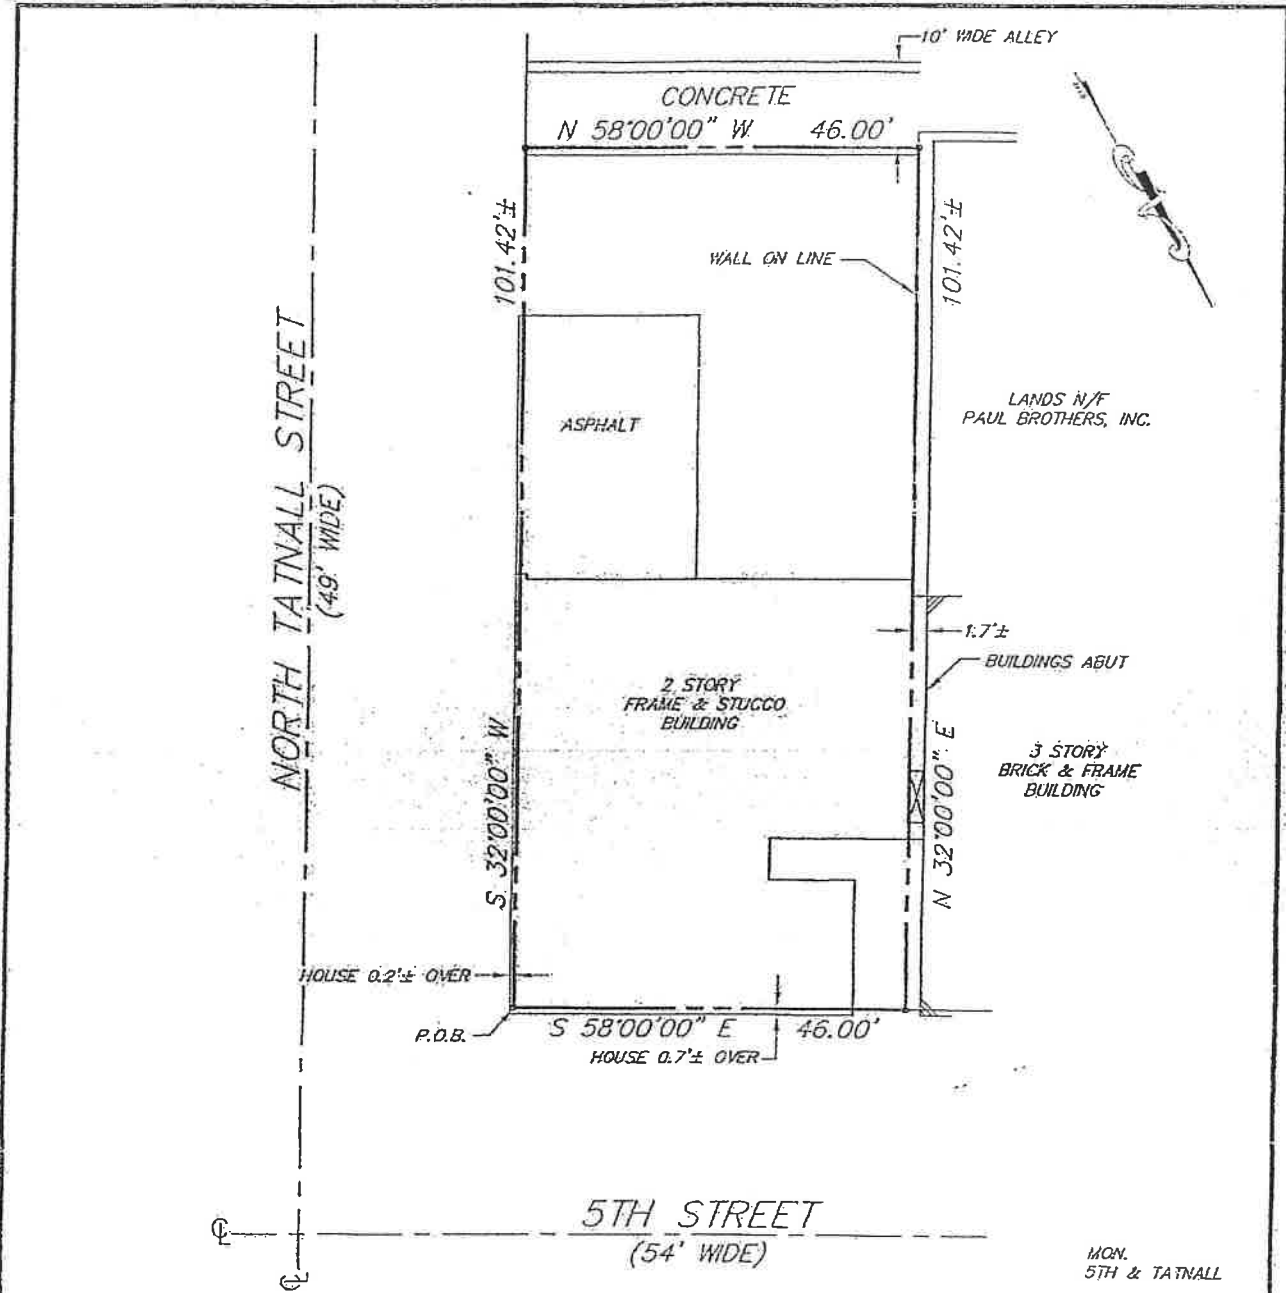 10' WIDE ALLEY
CONCRETE
N 58°00'00" W 46.00'
101.42'±
101.42'±
WALL ON LINE
NORTH TATNALL STREET
(49' WIDE)
ASPHALT
LANDS N/F
PAUL BROTHERS, INC.
1.7'±
BUILDINGS ABUT
2 STORY
FRAME & STUCCO
BUILDING
3 STORY
BRICK & FRAME
BUILDING
S 32°00'00" W
N 32°00'00" E
HOUSE 0.2'± OVER
P.O.B.
S 58°00'00" E 46.00'
HOUSE 0.7'± OVER
5TH STREET
(54' WIDE)
MON.
5TH & TATNALL